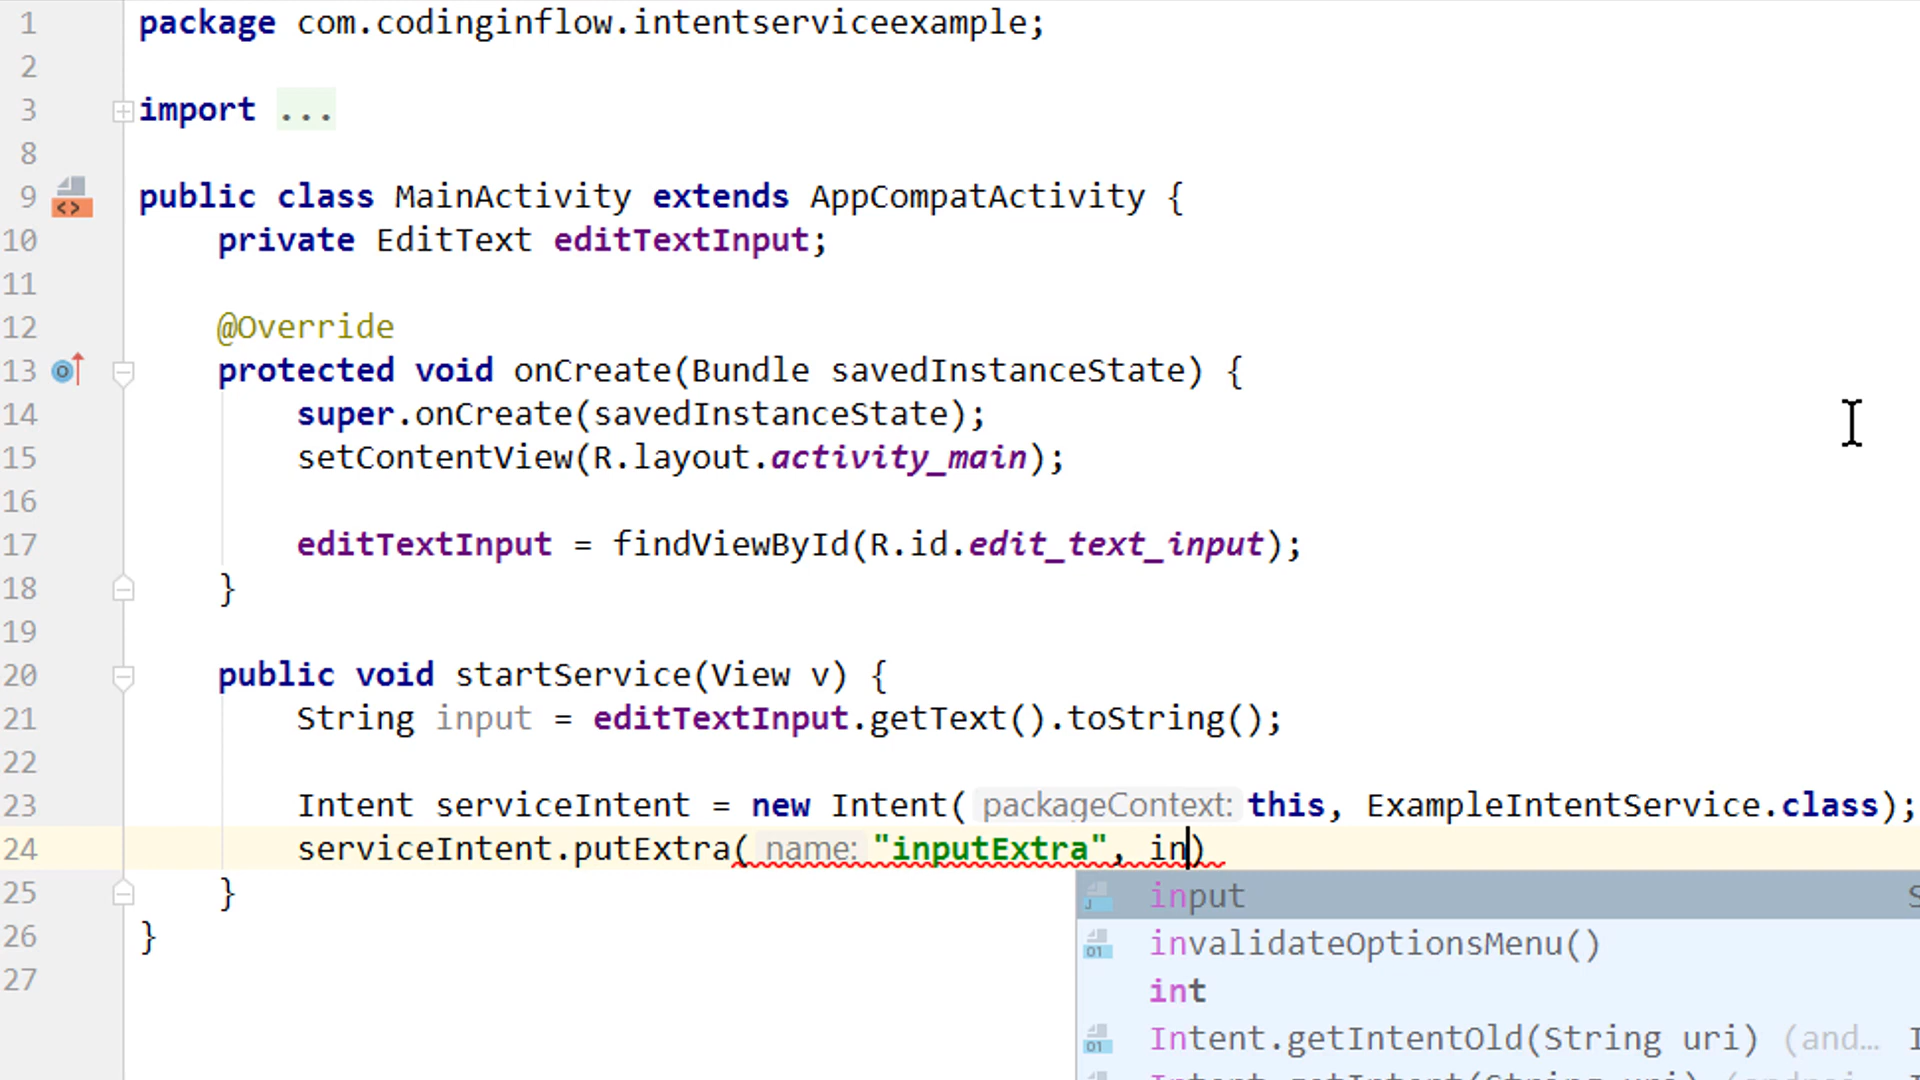 1 package com.codinginflow.intentserviceexample;
2
3 import ...
8
9 public class MainActivity extends AppCompatActivity {
10 private EditText editTextInput;
11
12 @Override
13 protected void onCreate(Bundle savedInstanceState) {
14 super.onCreate(savedInstanceState);
15 setContentView(R.layout.activity_main);
16
17 editTextInput = findViewById(R.id.edit_text_input);
18 }
19
20 public void startService(View v) {
21 String input = editTextInput.getText().toString();
22
23 Intent serviceIntent = new Intent( packageContext: this, ExampleIntentService.class);
24 serviceIntent.putExtra( name: "inputExtra", in)
25 }
input
26 }
invalidateOptionsMenu()
27
int
Intent.getIntentOld(String uri) (and…